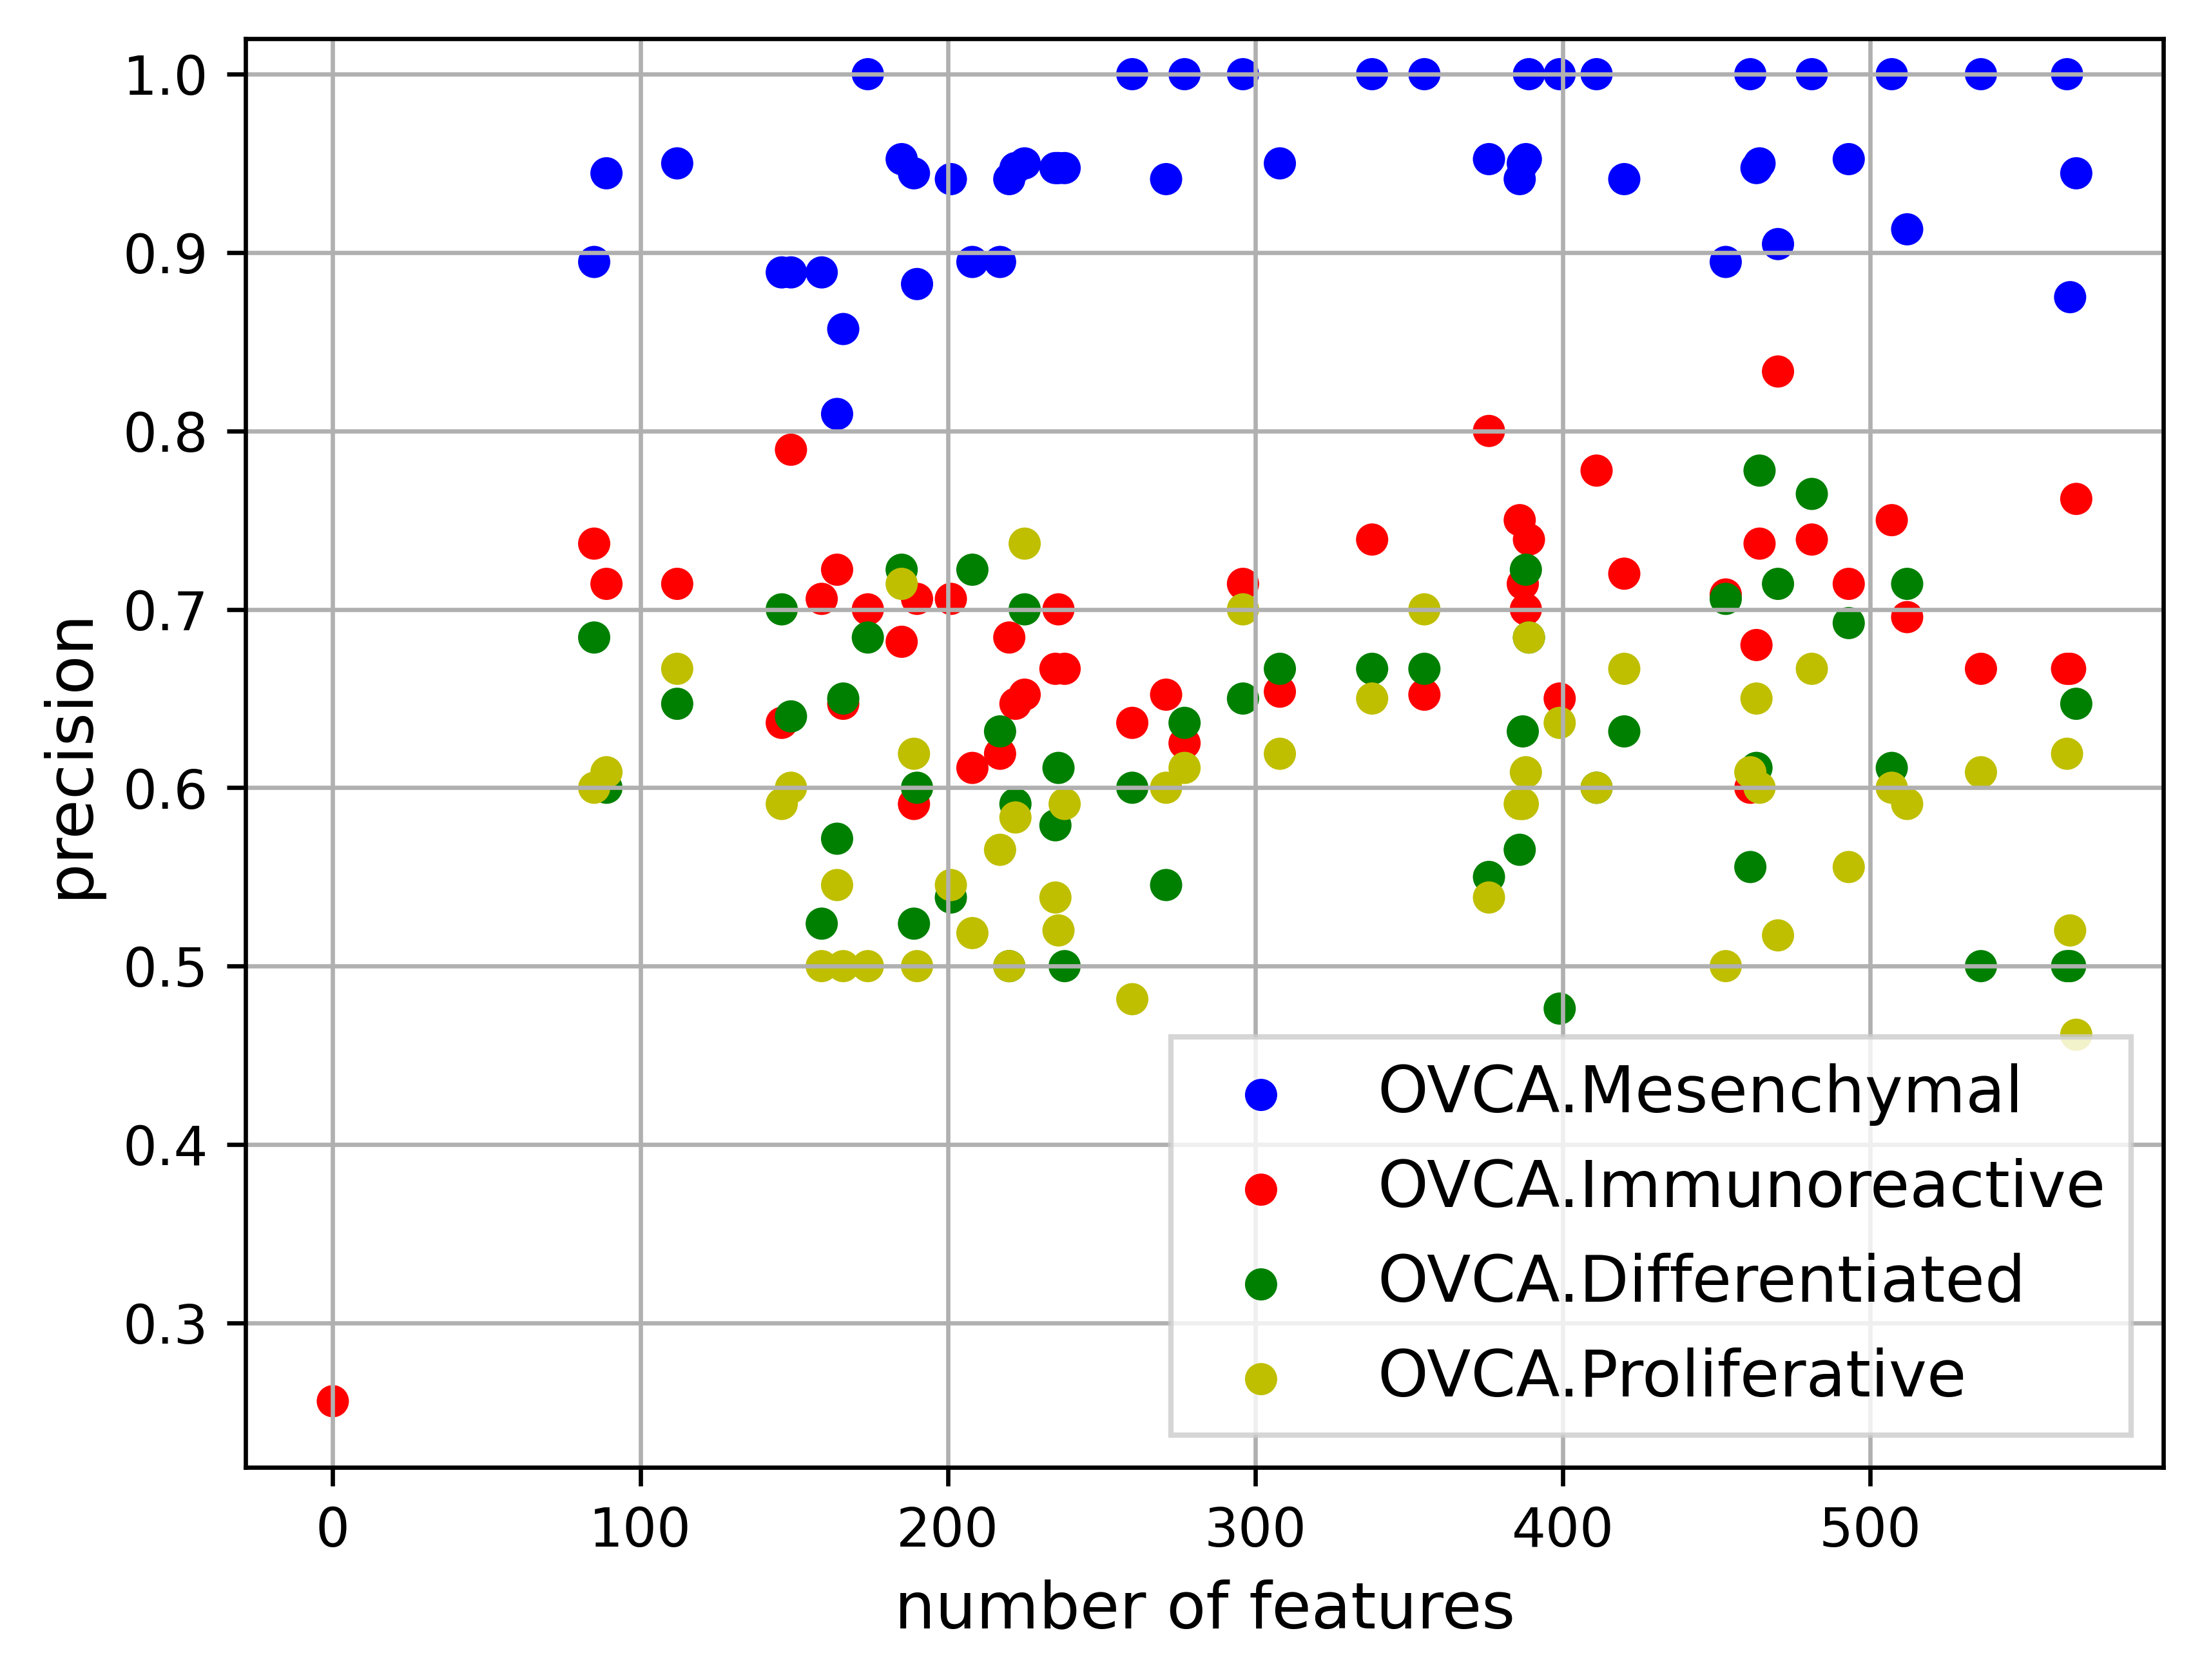 1.0
0.9
0.8
0.7
0.6
0.5
0.4
0.3
precision
OVCA.Mesenchymal
OVCA.Immunoreactive
OVCA.Differentiated
OVCA.Proliferative
0 100 200 300 400 500
number of features